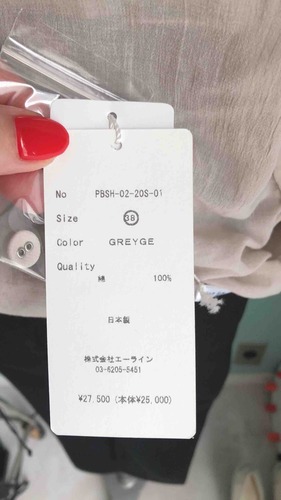 No PBSH-02-20S-01
Size 38
Color GREYGE
Quality
綿 100%
日本製
株式会社エーライン
03-6205-5451
¥27,500 (本体¥25,000)